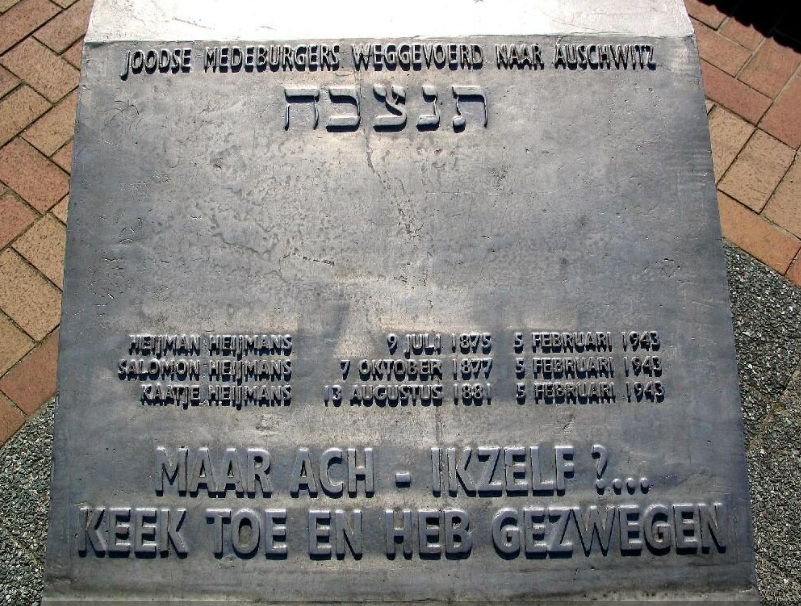 JOODSE MEDEBURGERS WEGGEVOERD NAAR AUSCHWITZ
תנצבה
HEIJMAN HEIJMANS 9 JULI 1875 5 FEBRUARI 1943
SALOMON HEIJMANS 7 OKTOBER 1877 5 FEBRUARI 1943
KAATJE HEIJMANS 13 AUGUSTUS 1881 5 FEBRUARI 1943
MAAR ACH - IKZELF ?...
KEEK TOE EN HEB GEZWEGEN